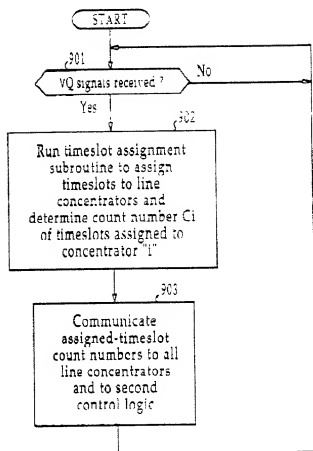 START
901
VQ signals received ?
No
Yes
902
Run timeslot assignment
subroutine to assign
timeslots to line
concentrators and
determine count number Ci
of timeslots assigned to
concentrator "i"
903
Communicate
assigned-timeslot
count numbers to all
line concentrators
and to second
control logic